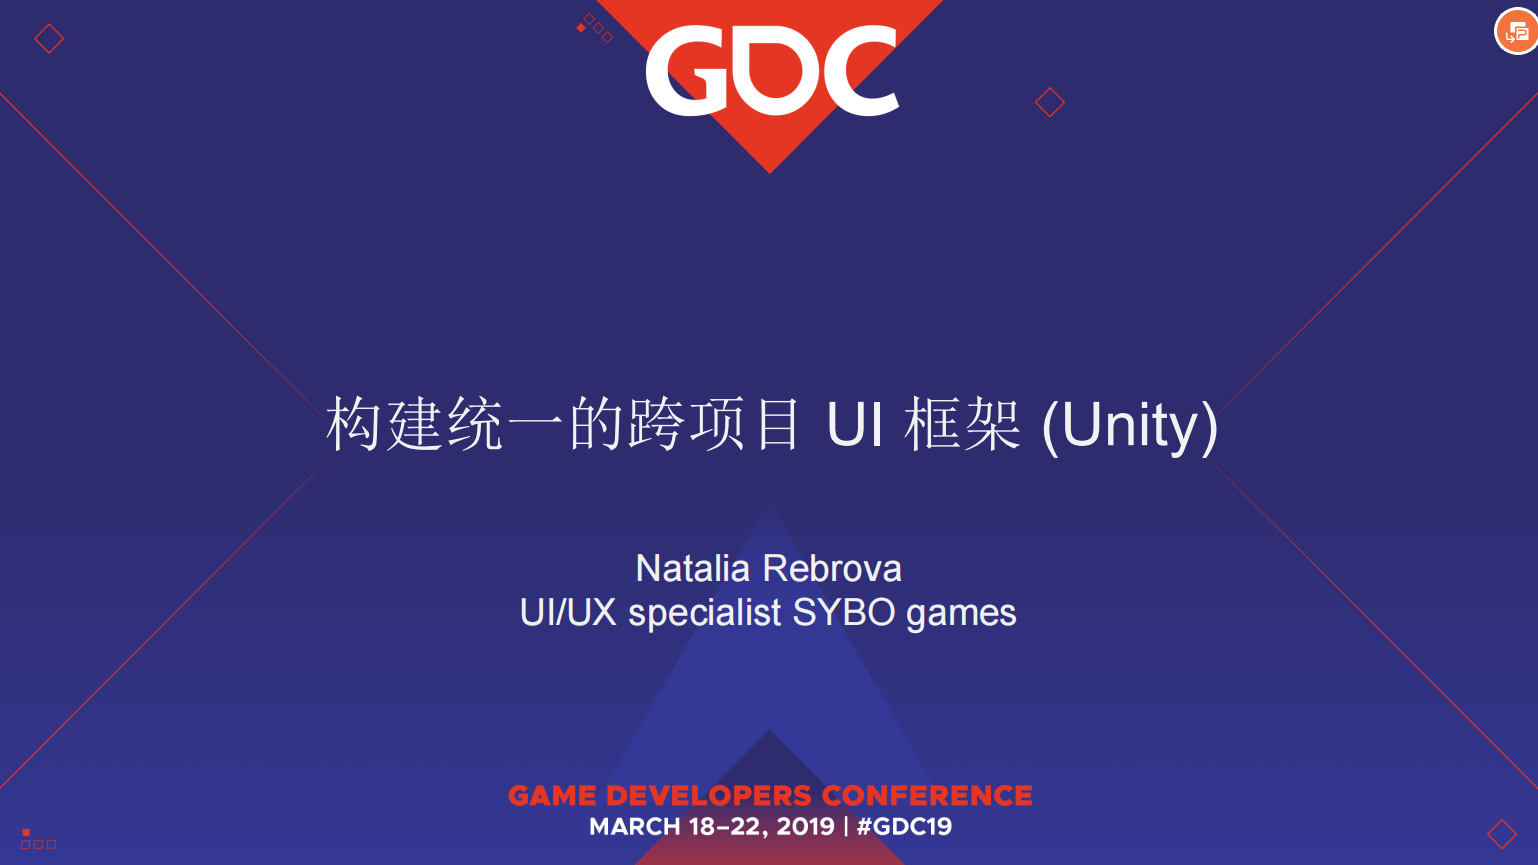 GDC
构建统一的跨项目 UI 框架 (Unity)
Natalia Rebrova
UI/UX specialist SYBO games
GAME DEVELOPERS CONFERENCE
MARCH 18–22, 2019 | #GDC19